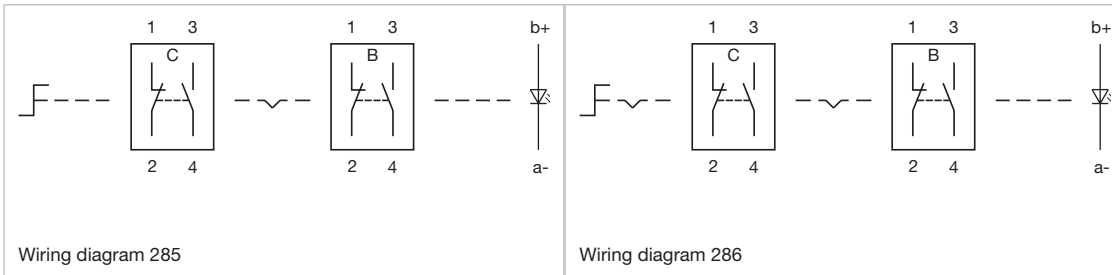 1 3 1 3 b+
C B
2 4 2 4 a-
Wiring diagram 285
1 3 1 3 b+
C B
2 4 2 4 a-
Wiring diagram 286